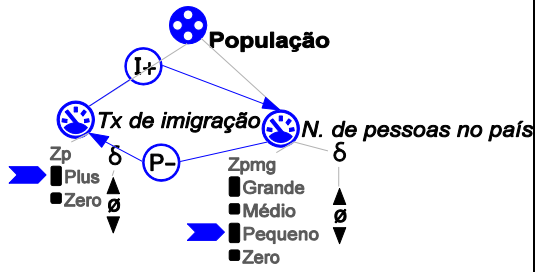 População
I+
Tx de imigração
N. de pessoas no país
Zp
δ
P-
Zpmg
δ
Plus
Grande
Zero
ø
Médio
ø
Pequeno
Zero